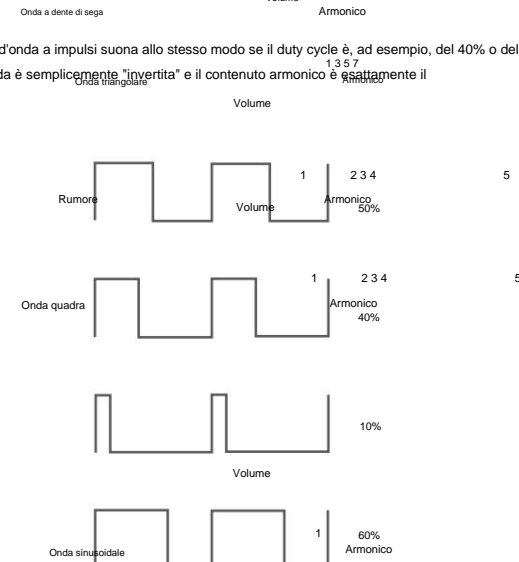 Volume
Onda a dente di sega
Armonico
d'onda a impulsi suona allo stesso modo se il duty cycle è, ad esempio, del 40% o del
da è semplicemente "invertita" e il contenuto armonico è esattamente il
1 3 5 7
Onda triangolare
Armonico
Volume
1 2 3 4 5
Rumore
Volume
Armonico
50%
1 2 3 4 5
Onda quadra
Armonico
40%
10%
Volume
1
60%
Onda sinusoidale
Armonico